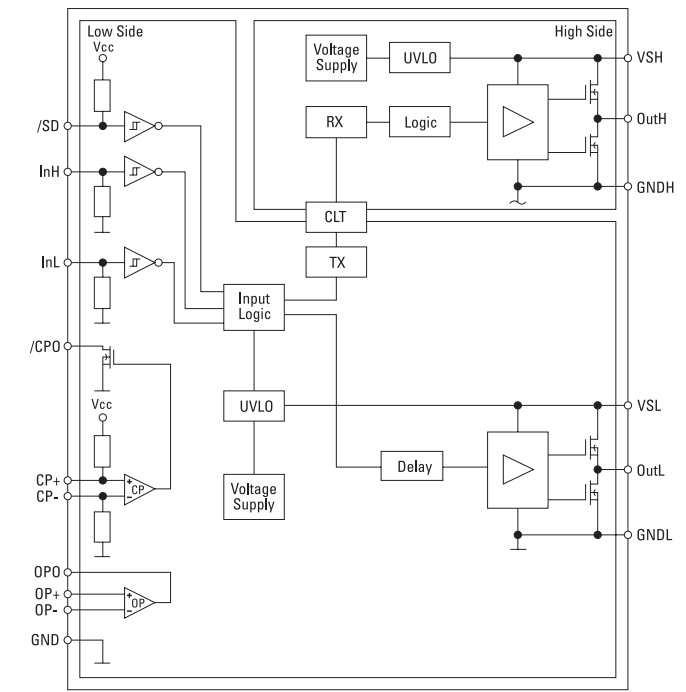 Low Side
High Side
Vcc
Voltage
Supply
UVLO
VSH
/SD
RX
Logic
OutH
InH
GNDH
CLT
InL
TX
Input
Logic
/CPO
Vcc
UVLO
VSL
CP+
CP-
CP
Voltage
Supply
Delay
OutL
GNDL
OPO
OP+
OP-
OP
GND